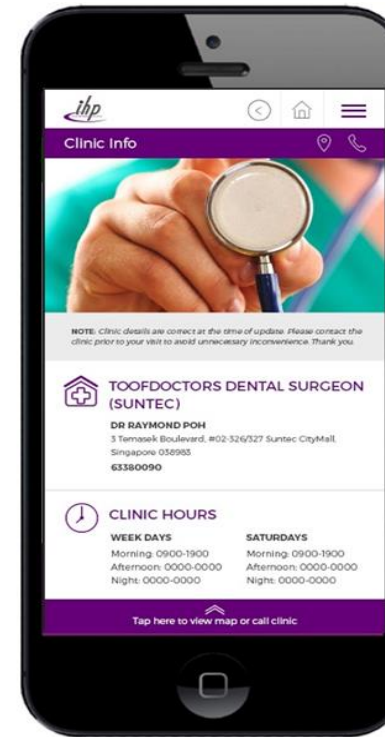 ihp
Clinic Info
NOTE: Clinic details are correct at the time of update. Please contact the
clinic prior to your visit to avoid unnecessary inconvenience. Thank you.
TOOFDOCTORS DENTAL SURGEON
(SUNTEC)
DR RAYMOND POH
3 Temasek Boulevard, #02-326/327 Suntec CityMall,
Singapore 038983
63380090
CLINIC HOURS
WEEK DAYS
Morning: 0900-1900
Afternoon: 0000-0000
Night: 0000-0000
SATURDAYS
Morning: 0900-1900
Afternoon: 0000-0000
Night: 0000-0000
Tap here to view map or call clinic